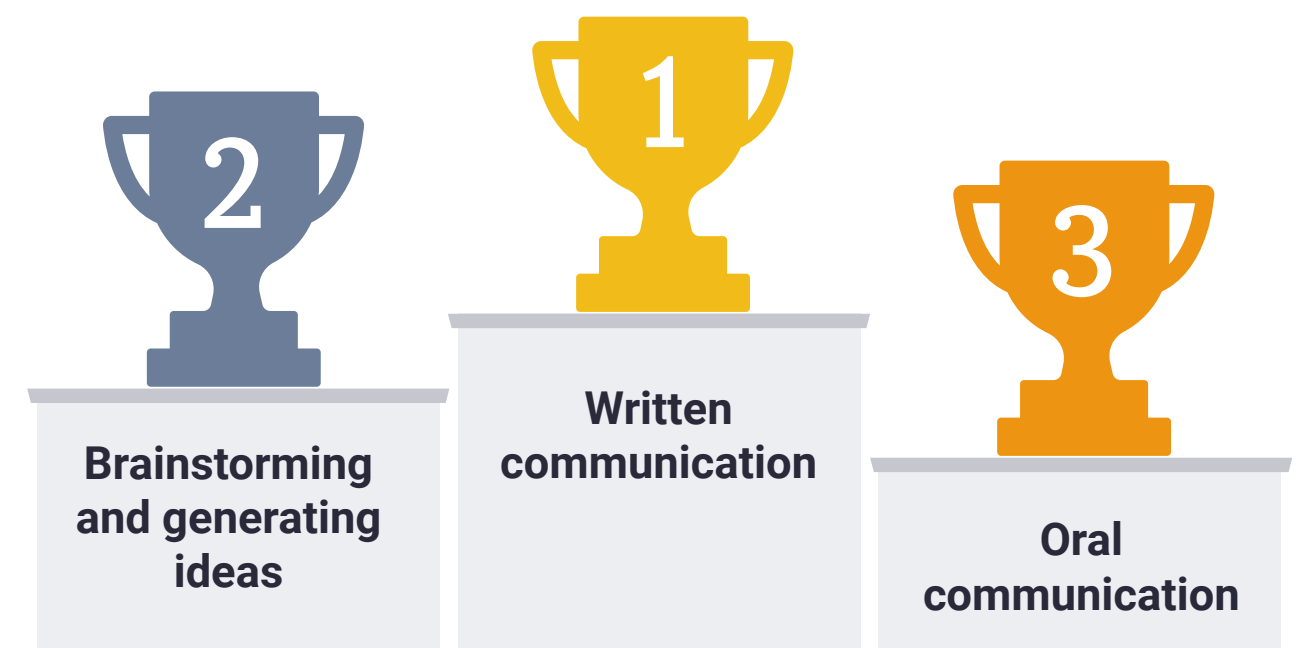 2
Brainstorming
and generating
ideas
1
Written
communication
3
Oral
communication